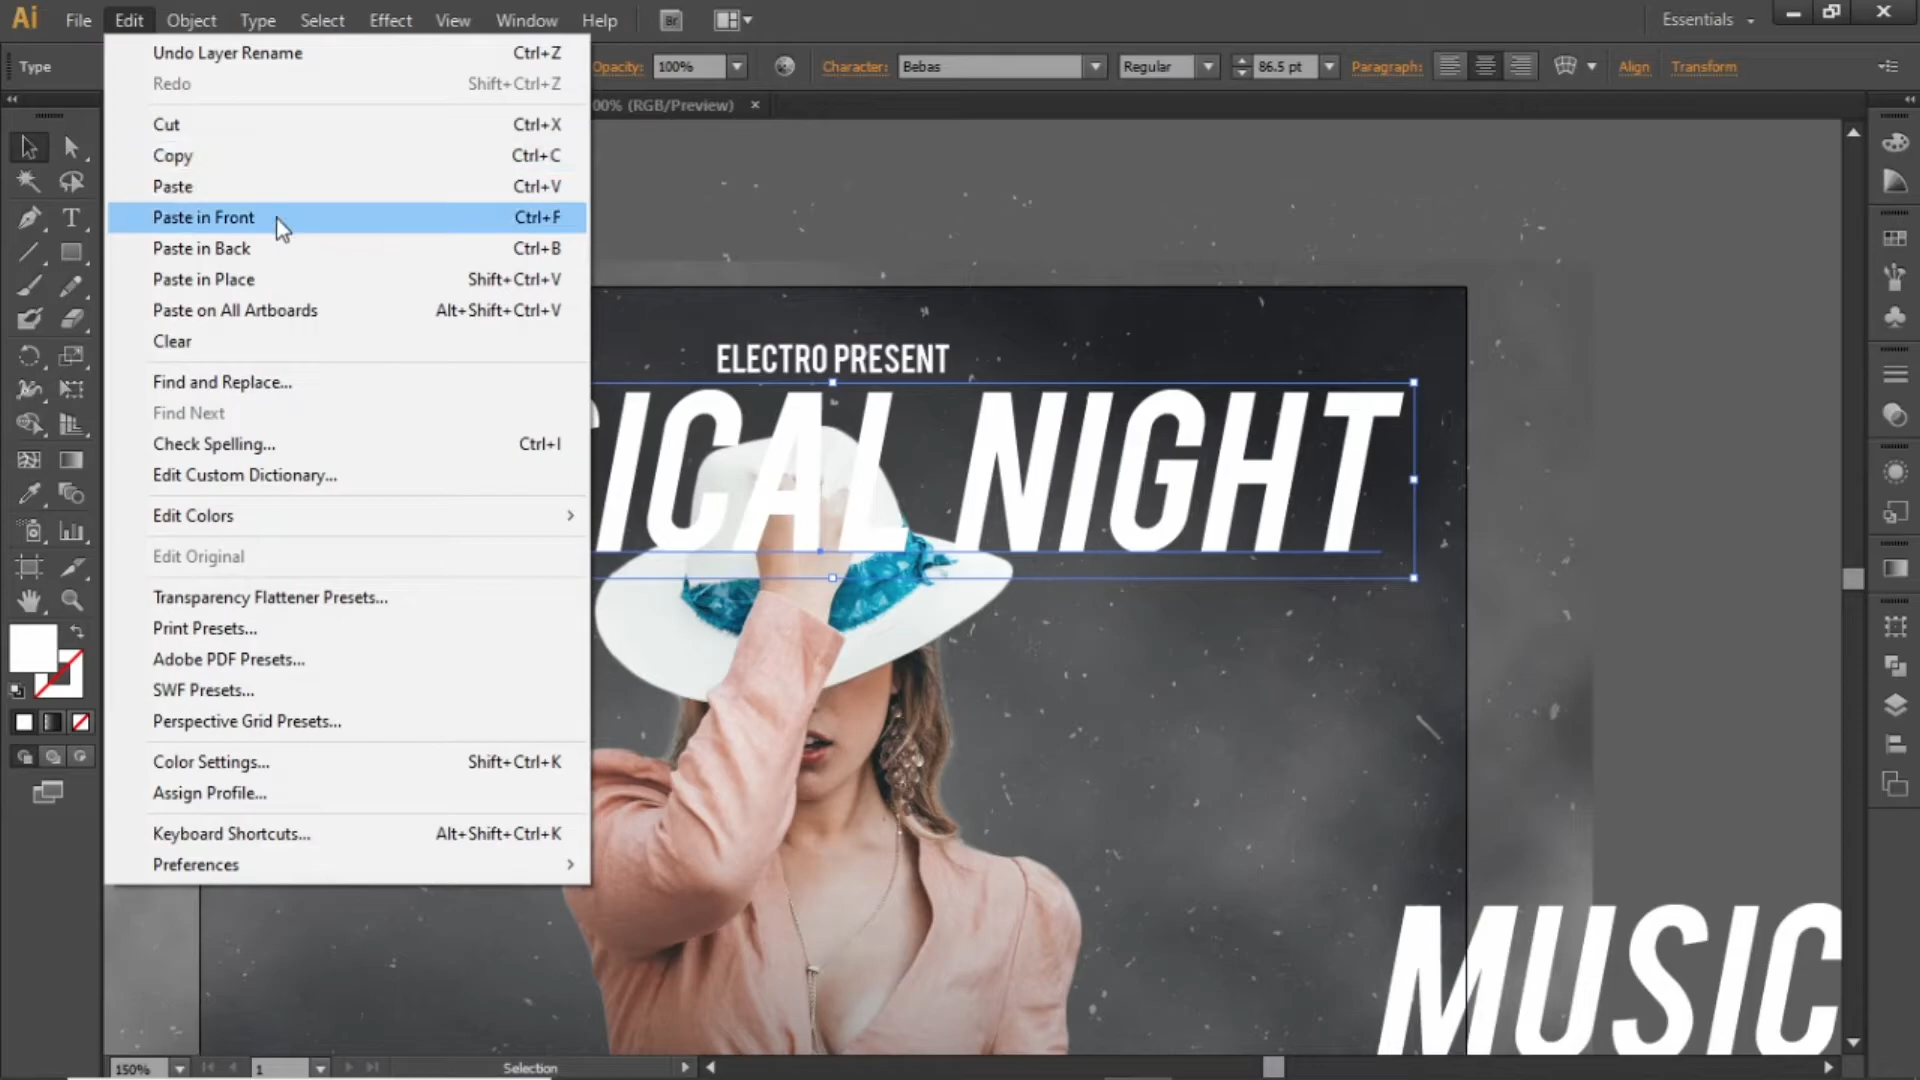 Ai File Edit Object Type Select Effect View Window Help Br Essentials
Type Opacity: 100% Character: Bebas Regular 86.5 pt Paragraph: Align Transform
00% (RGB/Preview) ×
Undo Layer Rename Ctrl+Z
Redo Shift+Ctrl+Z
Cut Ctrl+X
Copy Ctrl+C
Paste Ctrl+V
Paste in Front Ctrl+F
Paste in Back Ctrl+B
Paste in Place Shift+Ctrl+V
Paste on All Artboards Alt+Shift+Ctrl+V
Clear
Find and Replace...
Find Next
Check Spelling... Ctrl+I
Edit Custom Dictionary...
Edit Colors
Edit Original
Transparency Flattener Presets...
Print Presets...
Adobe PDF Presets...
SWF Presets...
Perspective Grid Presets...
Color Settings... Shift+Ctrl+K
Assign Profile...
Keyboard Shortcuts... Alt+Shift+Ctrl+K
Preferences
ELECTRO PRESENT
ICAL NIGHT
MUSIC
150% 1 Selection